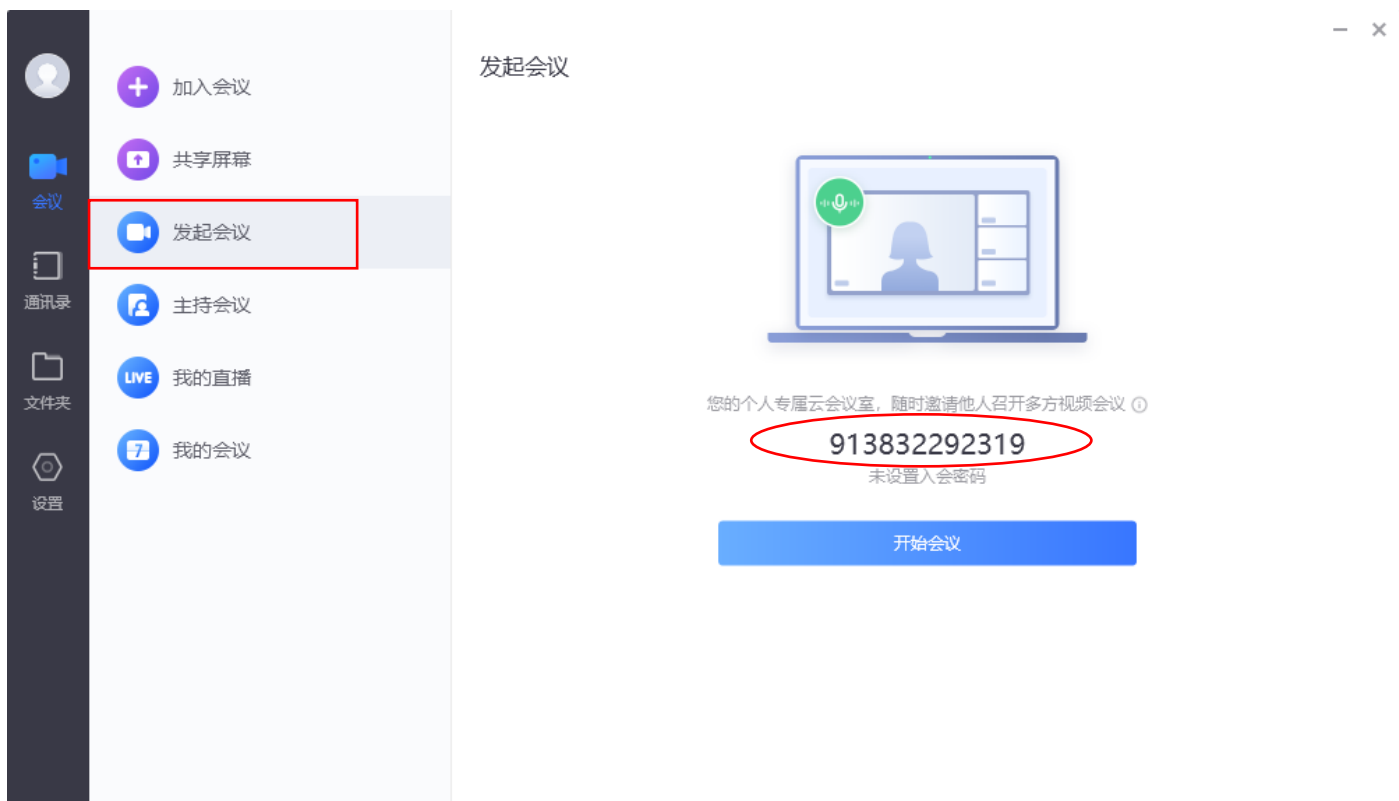 会议
通讯录
文件夹
设置
加入会议
共享屏幕
发起会议
主持会议
LIVE 我的直播
7 我的会议
发起会议
您的个人专属云会议室，随时邀请他人召开多方视频会议
913832292319
未设置入会密码
开始会议